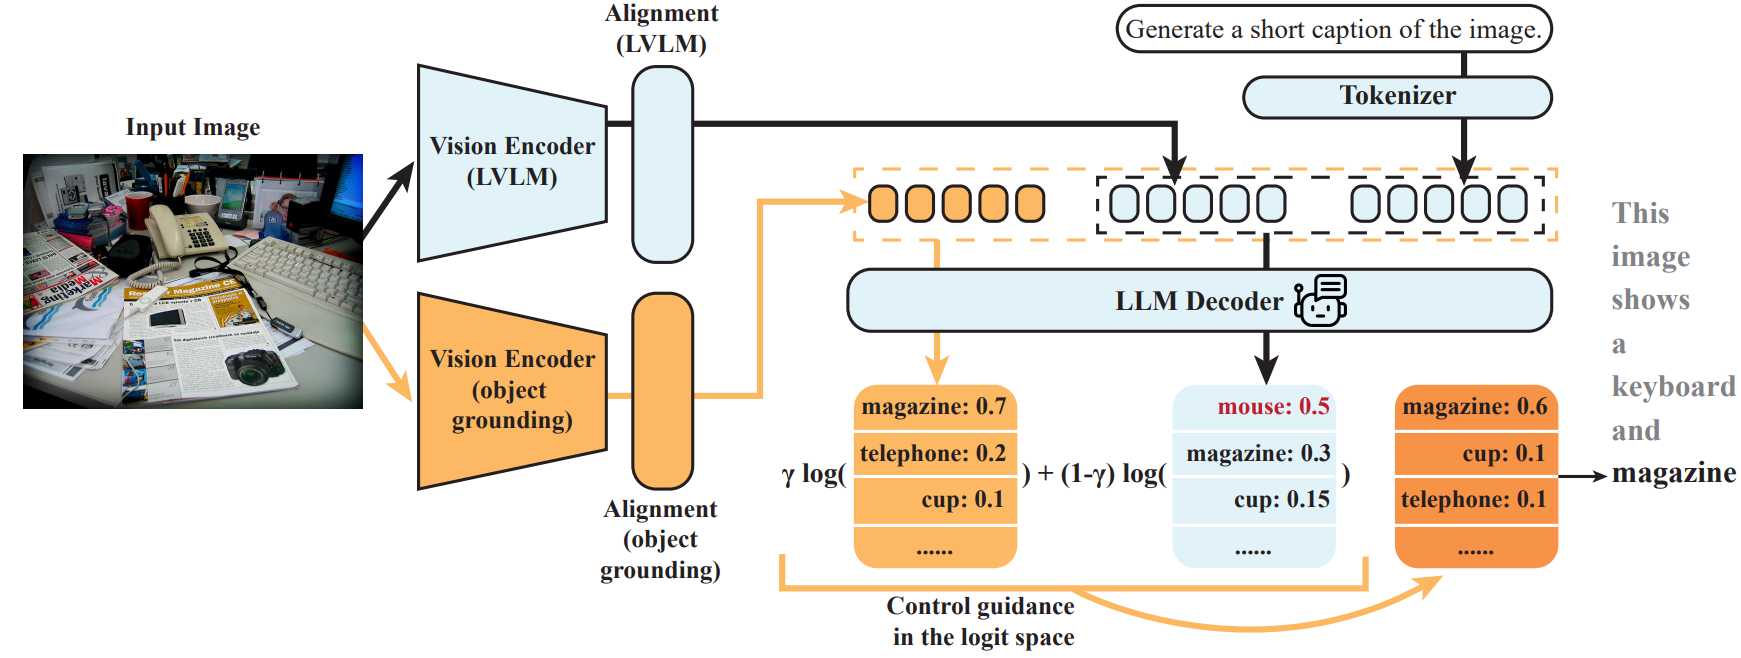 Alignment
(LVLM)
Generate a short caption of the image.
Tokenizer
Input Image
Vision Encoder
(LVLM)
This
image
shows
a
keyboard
and
magazine
LLM Decoder
Vision Encoder
(object
grounding)
Alignment
(object
grounding)
γ log(
magazine: 0.7
telephone: 0.2
cup: 0.1
......
) + (1-γ) log(
mouse: 0.5
magazine: 0.3
cup: 0.15
......
)
magazine: 0.6
cup: 0.1
telephone: 0.1
......
Control guidance
in the logit space
Marketing
Media